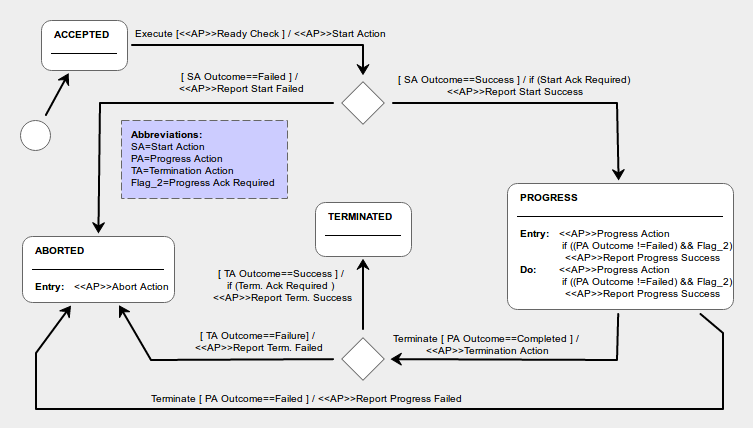 ACCEPTED
Execute [<<AP>>Ready Check ] / <<AP>>Start Action
[ SA Outcome==Failed ] /
<<AP>>Report Start Failed
[ SA Outcome==Success ] / if (Start Ack Required)
<<AP>>Report Start Success
Abbreviations:
SA=Start Action
PA=Progress Action
TA=Termination Action
Flag_2=Progress Ack Required
PROGRESS
Entry: <<AP>>Progress Action
if ((PA Outcome !=Failed) && Flag_2)
<<AP>>Report Progress Success
Do: <<AP>>Progress Action
if ((PA Outcome !=Failed) && Flag_2)
<<AP>>Report Progress Success
TERMINATED
ABORTED
Entry: <<AP>>Abort Action
[ TA Outcome==Success ] /
if (Term. Ack Required )
<<AP>>Report Term. Success
[ TA Outcome==Failure] /
<<AP>>Report Term. Failed
Terminate [ PA Outcome==Completed ] /
<<AP>>Termination Action
Terminate [ PA Outcome==Failed ] / <<AP>>Report Progress Failed